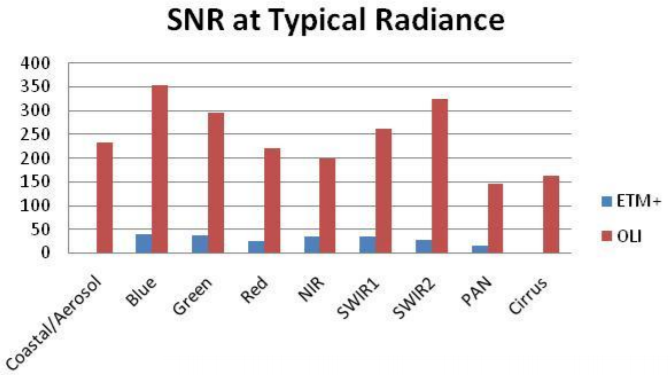 SNR at Typical Radiance
400
350
300
250
200
150
100
50
0
Coastal/Aerosol
Blue
Green
Red
NIR
SWIR1
SWIR2
PAN
Cirrus
ETM+
OLI